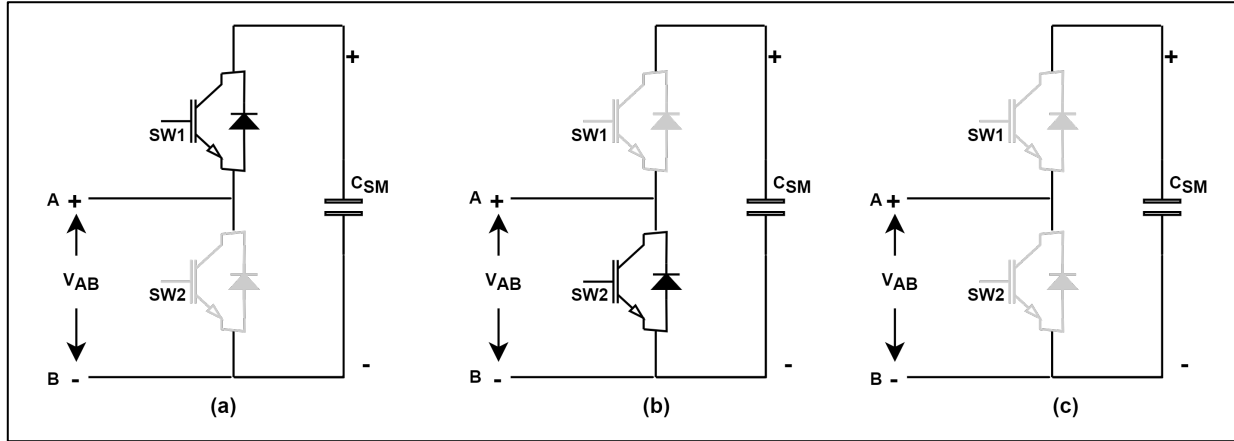 +
SW1
A +
C_SM
V_AB
SW2
B -
-
(a)
+
SW1
A +
C_SM
V_AB
SW2
B -
-
(b)
+
SW1
A +
C_SM
V_AB
SW2
B -
-
(c)